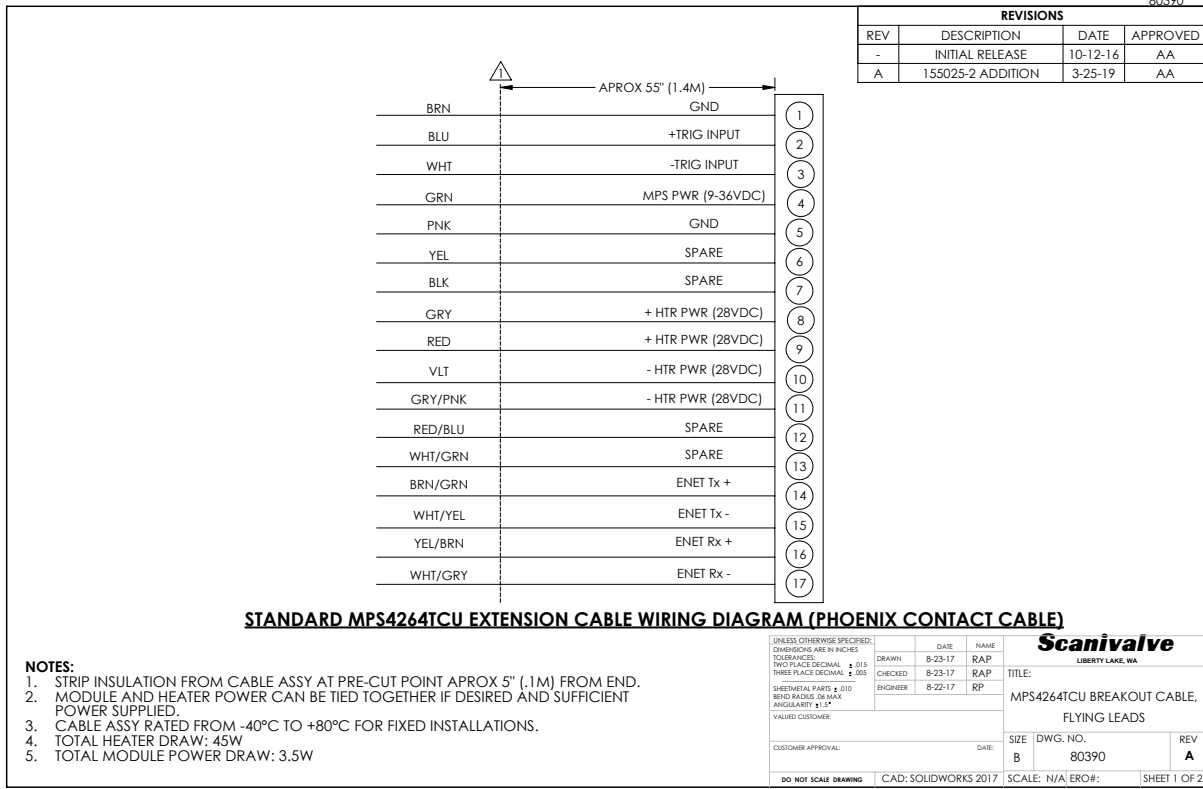 80390
REVISIONS
REV DESCRIPTION DATE APPROVED
- INITIAL RELEASE 10-12-16 AA
A 155025-2 ADDITION 3-25-19 AA
1
APROX 55" (1.4M)
BRN GND 1
BLU +TRIG INPUT 2
WHT -TRIG INPUT 3
GRN MPS PWR (9-36VDC) 4
PNK GND 5
YEL SPARE 6
BLK SPARE 7
GRY + HTR PWR (28VDC) 8
RED + HTR PWR (28VDC) 9
VLT - HTR PWR (28VDC) 10
GRY/PNK - HTR PWR (28VDC) 11
RED/BLU SPARE 12
WHT/GRN SPARE 13
BRN/GRN ENET Tx + 14
WHT/YEL ENET Tx - 15
YEL/BRN ENET Rx + 16
WHT/GRY ENET Rx - 17
STANDARD MPS4264TCU EXTENSION CABLE WIRING DIAGRAM (PHOENIX CONTACT CABLE)
NOTES:
1. STRIP INSULATION FROM CABLE ASSY AT PRE-CUT POINT APROX 5" (.1M) FROM END.
2. MODULE AND HEATER POWER CAN BE TIED TOGETHER IF DESIRED AND SUFFICIENT
POWER SUPPLIED.
3. CABLE ASSY RATED FROM -40°C TO +80°C FOR FIXED INSTALLATIONS.
4. TOTAL HEATER DRAW: 45W
5. TOTAL MODULE POWER DRAW: 3.5W
UNLESS OTHERWISE SPECIFIED:
DIMENSIONS ARE IN INCHES
TOLERANCES:
TWO PLACE DECIMAL ± .015
THREE PLACE DECIMAL ± .005
SHEETMETAL PARTS ± .010
BEND RADIUS .06 MAX
ANGULARITY ±1.5°
VALUED CUSTOMER:
CUSTOMER APPROVAL: DATE:
DO NOT SCALE DRAWING
DATE NAME
DRAWN 8-23-17 RAP
CHECKED 8-23-17 RAP
ENGINEER 8-22-17 RP
CAD: SOLIDWORKS 2017
Scanivalve
LIBERTY LAKE, WA
TITLE:
MPS4264TCU BREAKOUT CABLE,
FLYING LEADS
SIZE DWG. NO. REV
B 80390 A
SCALE: N/A ERO#: SHEET 1 OF 2